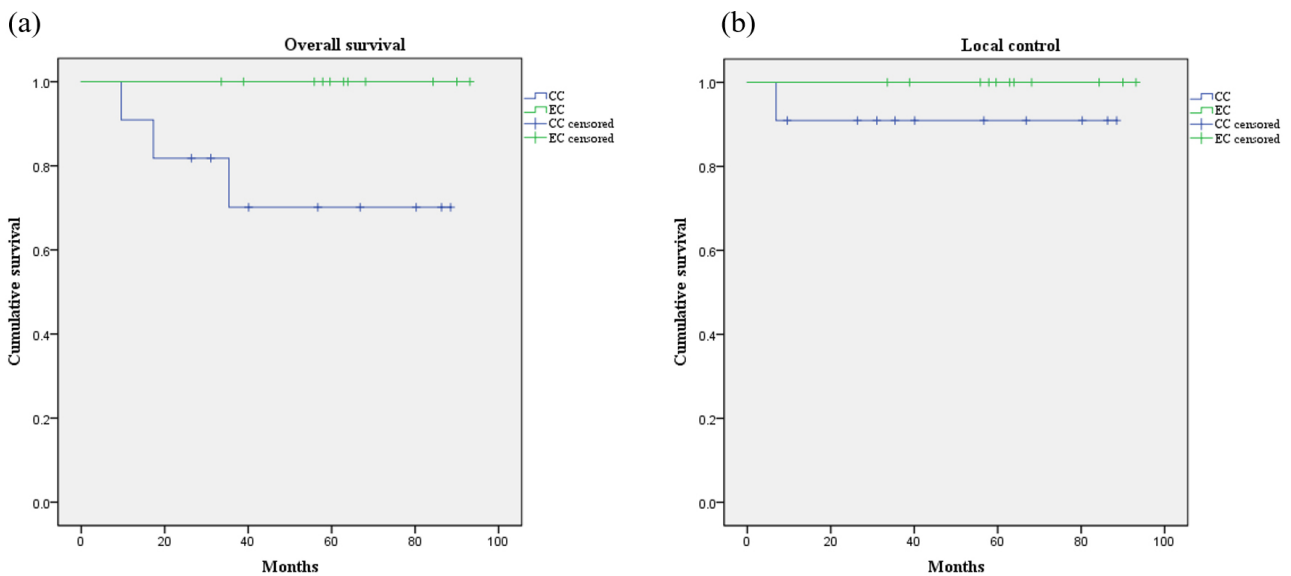 (a)
Overall survival
Cumulative survival
1.0
0.8
0.6
0.4
0.2
0.0
0 20 40 60 80 100
Months
CC
EC
CC censored
EC censored
(b)
Local control
Cumulative survival
1.0
0.8
0.6
0.4
0.2
0.0
0 20 40 60 80 100
Months
CC
EC
CC censored
EC censored